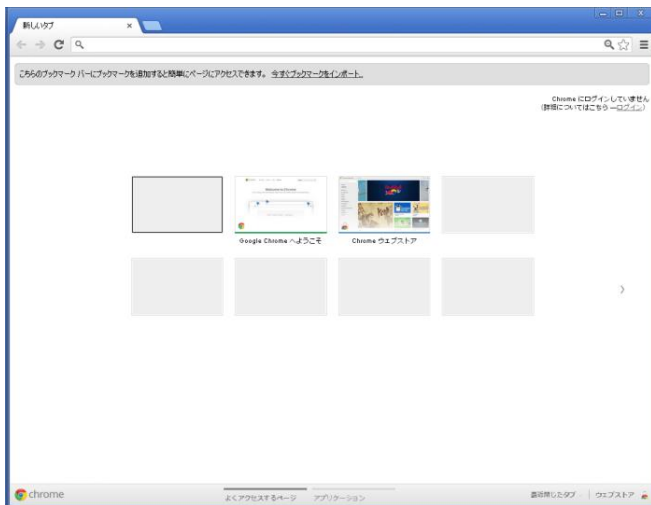 新しいタブ
こちらのブックマーク バーにブックマークを追加すると簡単にページにアクセスできます。 今すぐブックマークをインポート...
Chrome にログインしていません
(詳細についてはこちら —ログイン)
Google Chrome へようこそ
Chrome ウェブストア
chrome
よくアクセスするページ
アプリケーション
最近閉じたタブ
ウェブストア